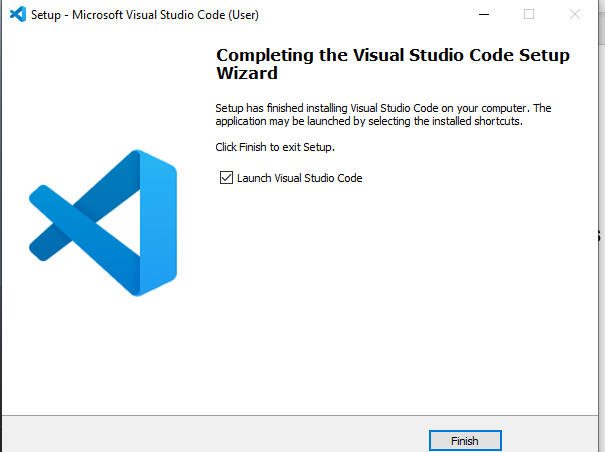 Setup - Microsoft Visual Studio Code (User)
Completing the Visual Studio Code Setup
Wizard
Setup has finished installing Visual Studio Code on your computer. The
application may be launched by selecting the installed shortcuts.
Click Finish to exit Setup.
Launch Visual Studio Code
Finish